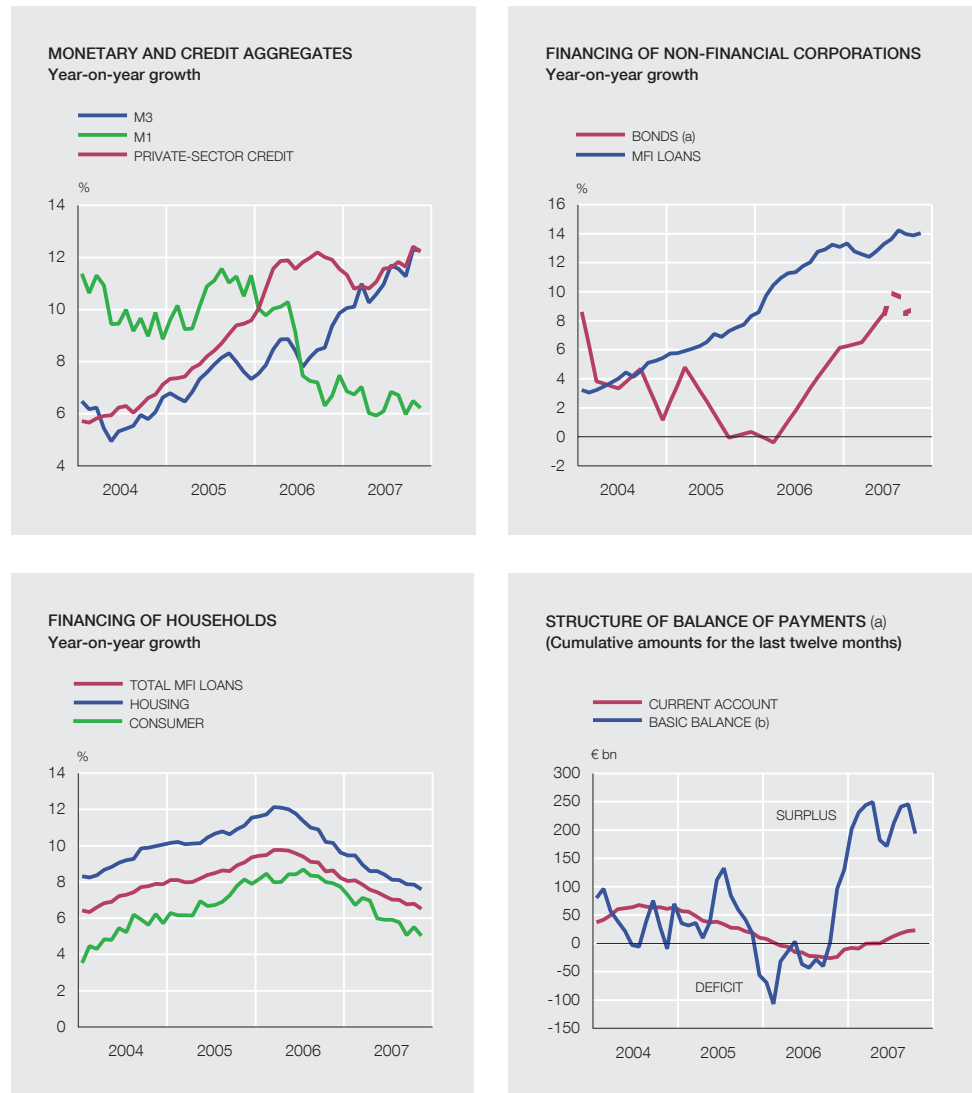 MONETARY AND CREDIT AGGREGATES
Year-on-year growth
M3
M1
PRIVATE-SECTOR CREDIT
%
14
12
10
8
6
4
2004 2005 2006 2007
FINANCING OF NON-FINANCIAL CORPORATIONS
Year-on-year growth
BONDS (a)
MFI LOANS
%
16
14
12
10
8
6
4
2
0
-2
2004 2005 2006 2007
FINANCING OF HOUSEHOLDS
Year-on-year growth
TOTAL MFI LOANS
HOUSING
CONSUMER
%
14
12
10
8
6
4
2
0
2004 2005 2006 2007
STRUCTURE OF BALANCE OF PAYMENTS (a)
(Cumulative amounts for the last twelve months)
CURRENT ACCOUNT
BASIC BALANCE (b)
€ bn
300
250
SURPLUS
200
150
100
50
0
-50
DEFICIT
-100
-150
2004 2005 2006 2007